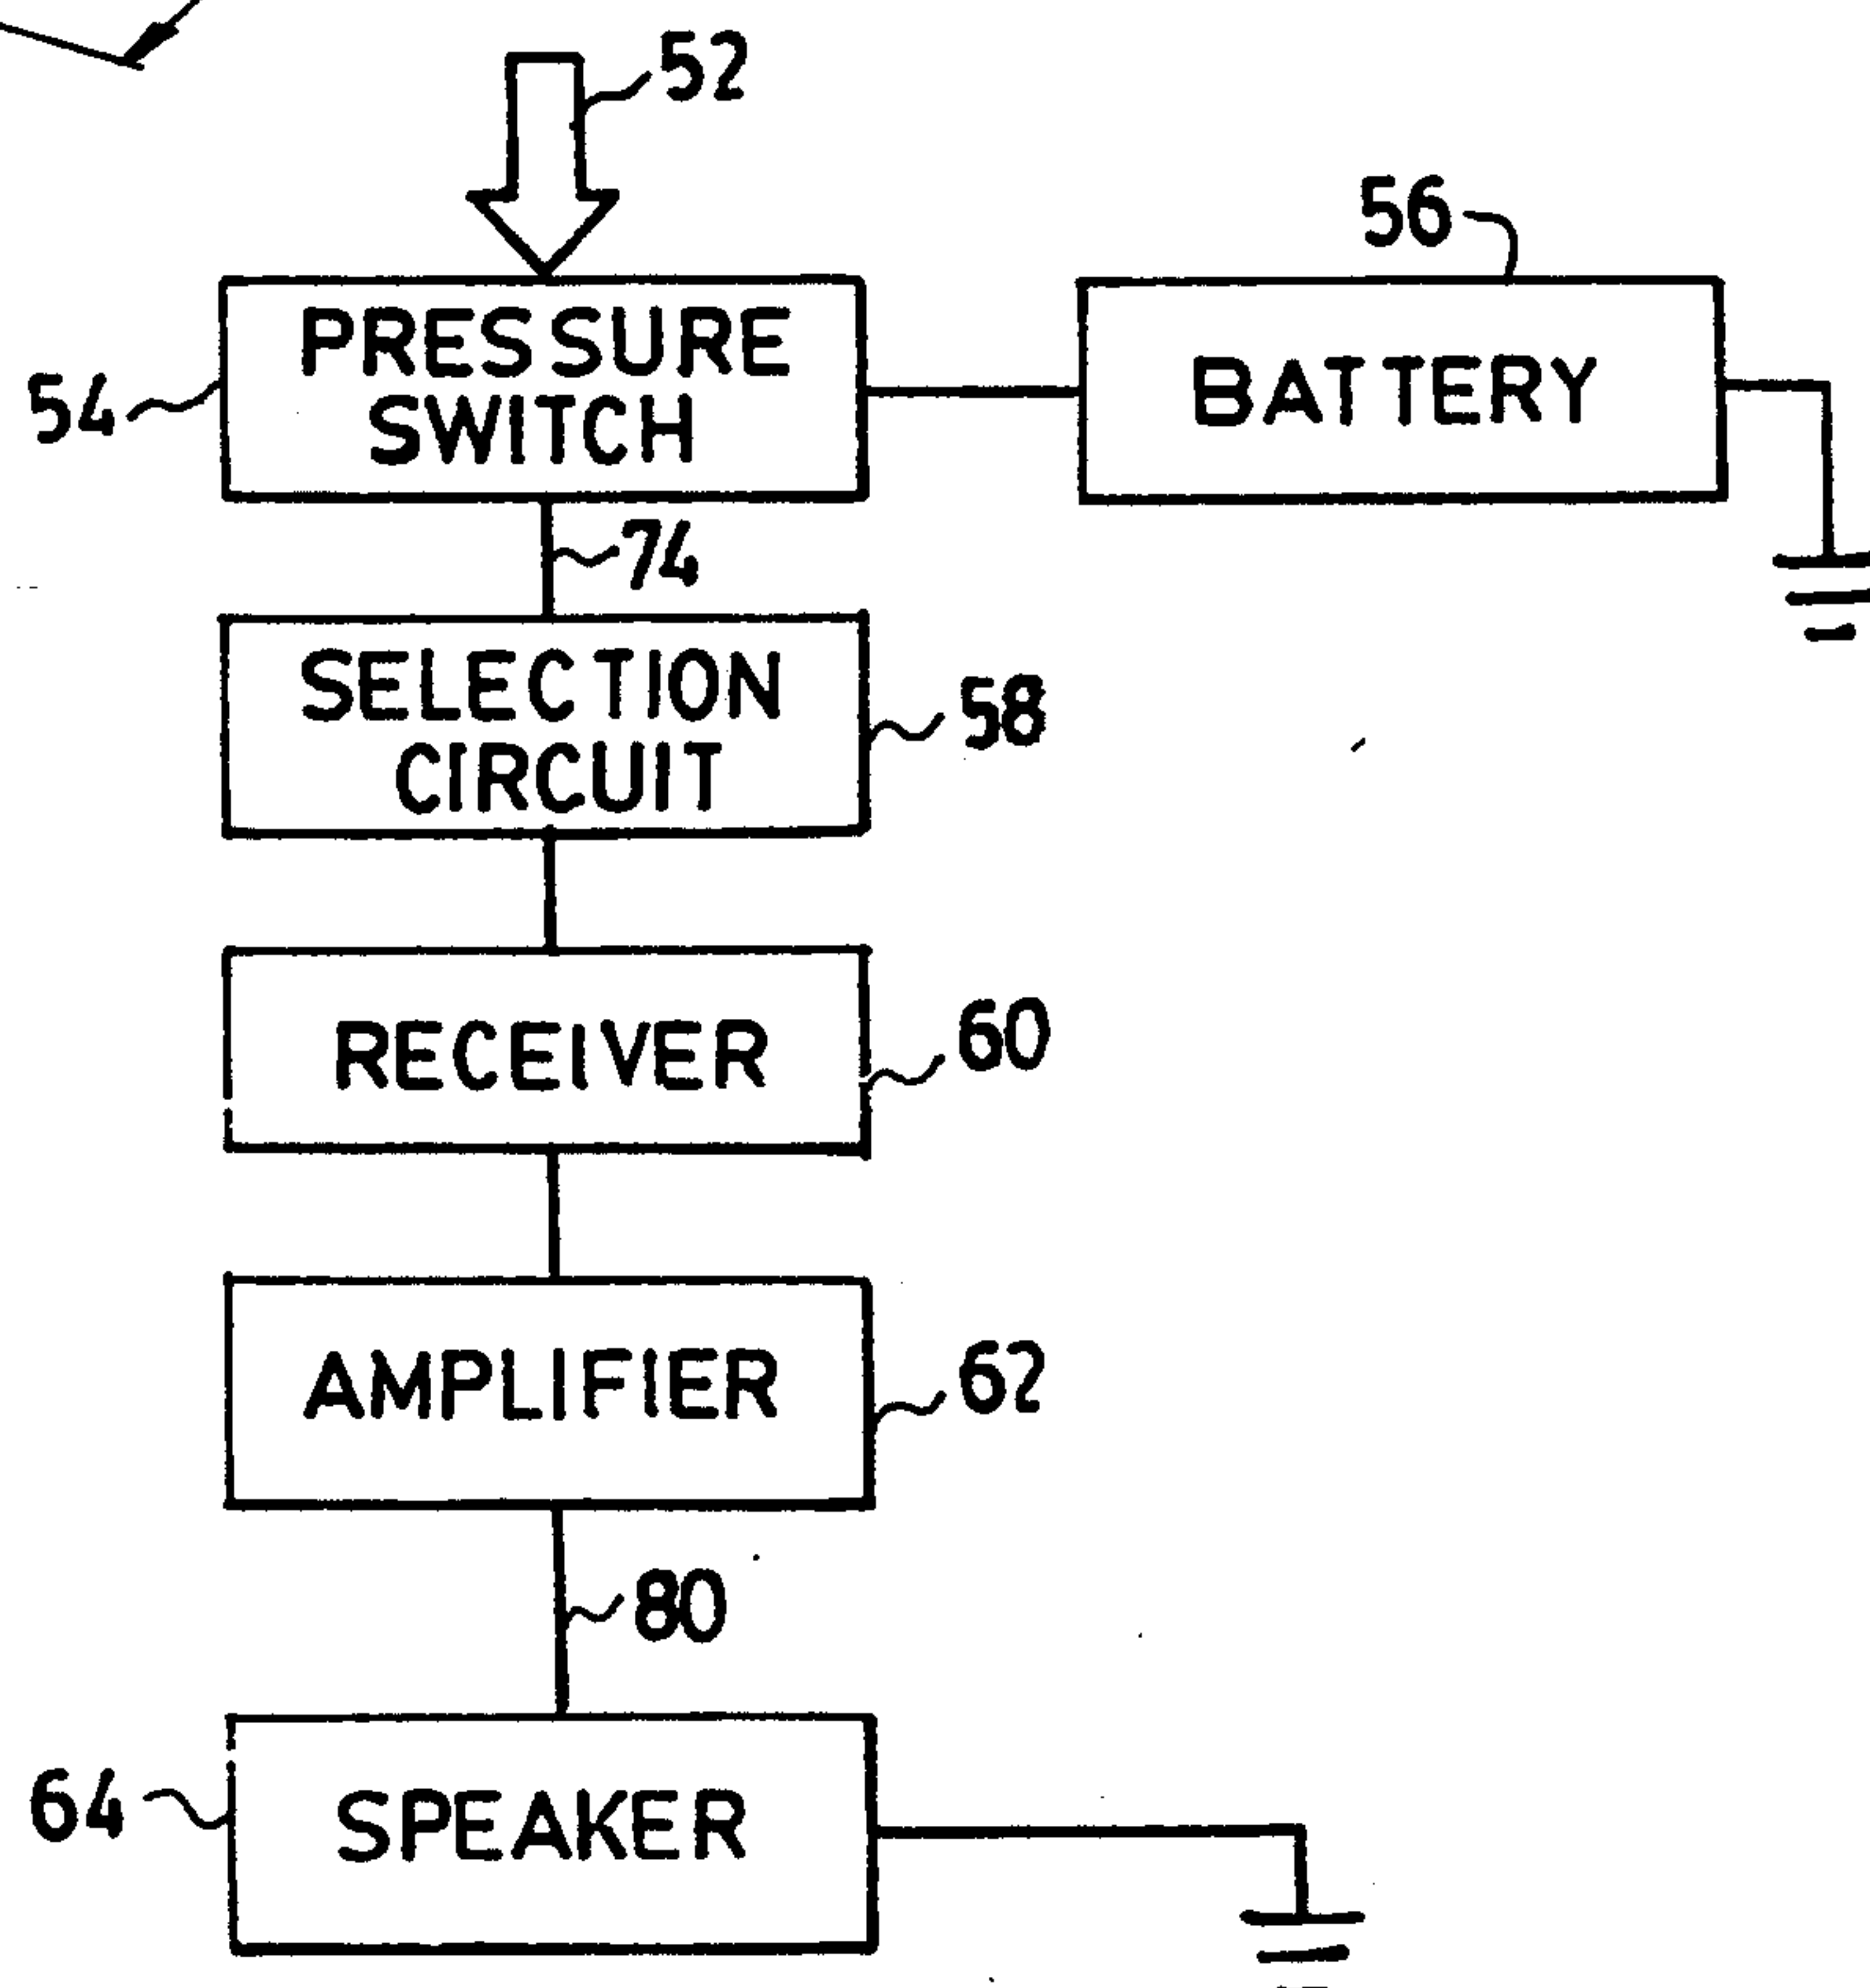 52
56
PRESSURE
SWITCH
BATTERY
54
74
SELECTION
CIRCUIT
58
RECEIVER
60
AMPLIFIER
62
80
SPEAKER
64